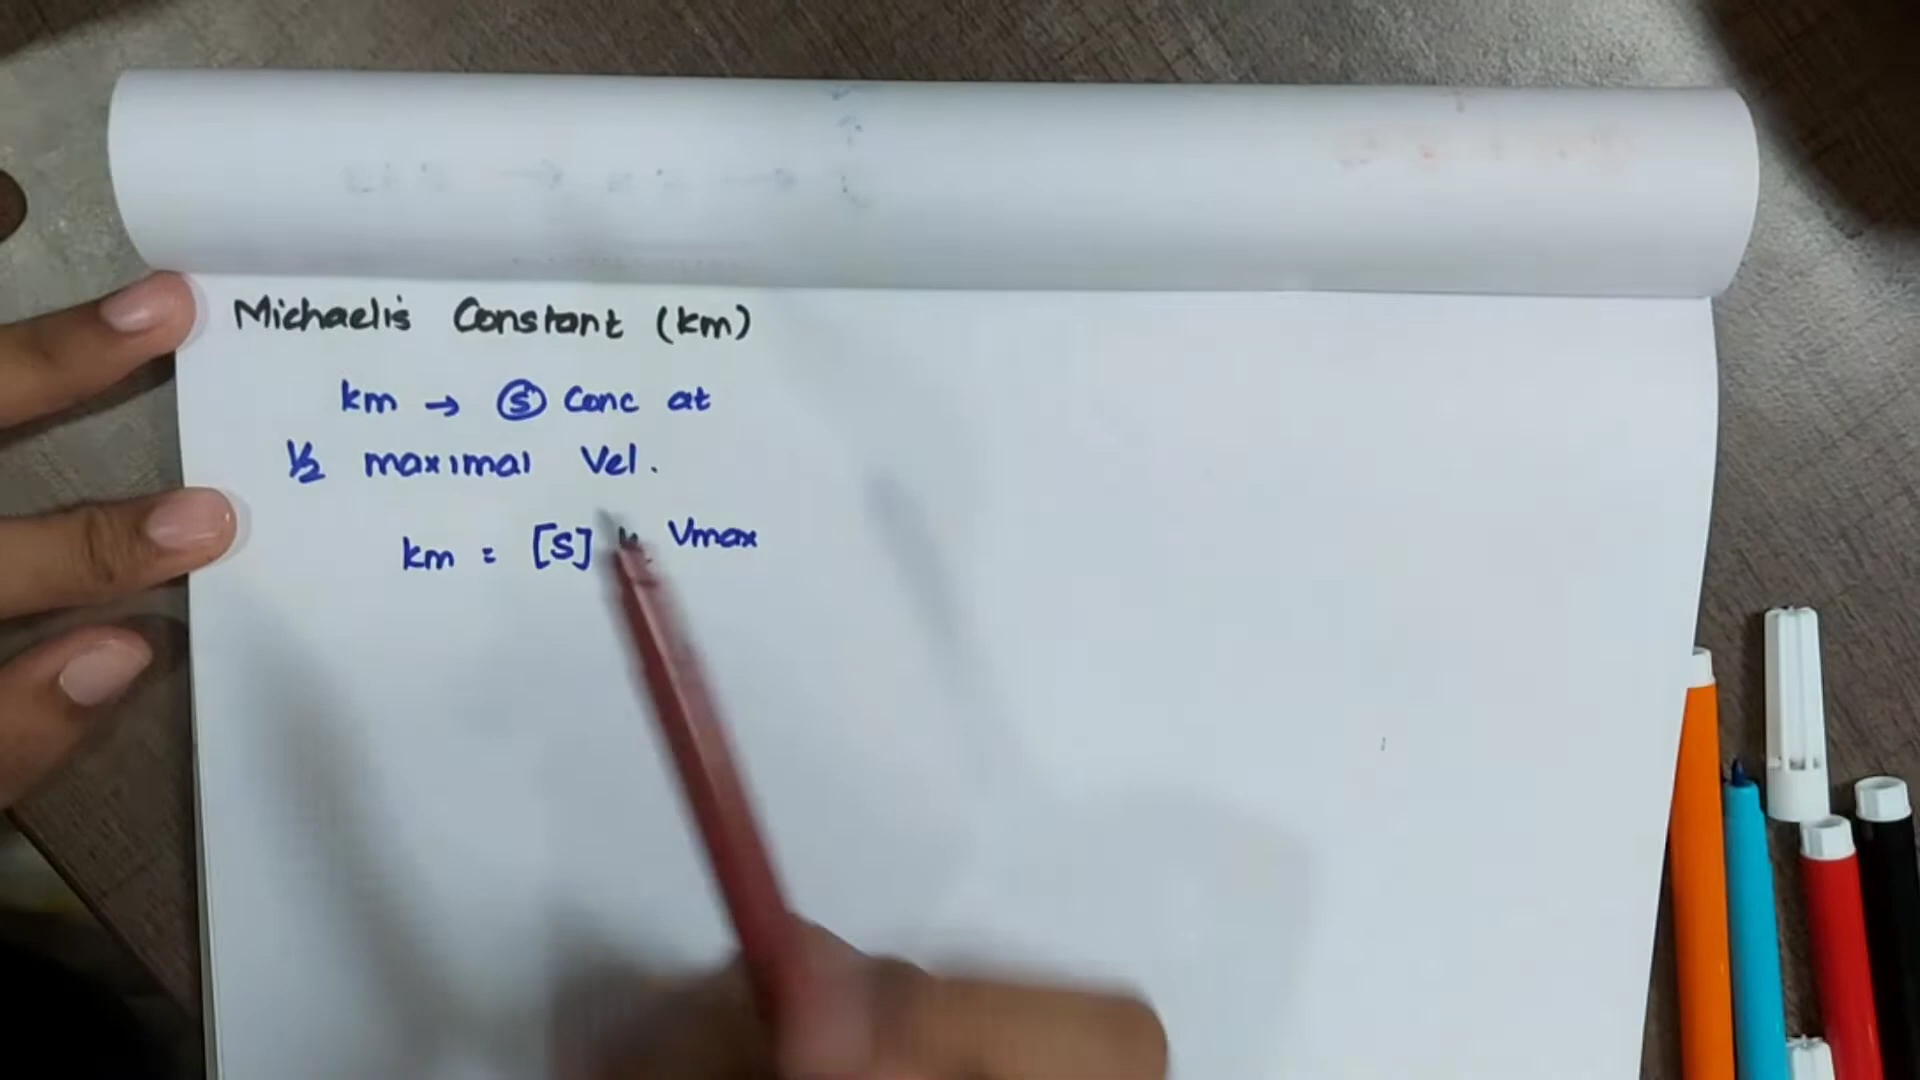 Michaelis Constant (km)
km → Ⓢ Conc at
½ maximal Vel.
km = [S] Vmax